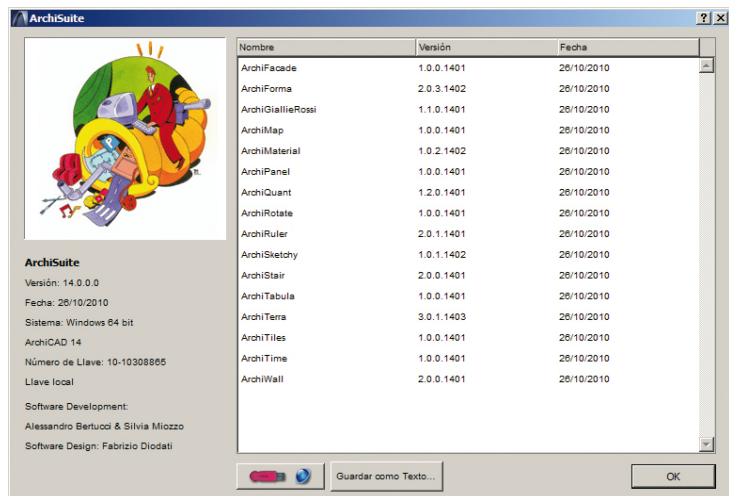 ArchiSuite
Nombre Versión Fecha
ArchiFacade 1.0.0.1401 26/10/2010
ArchiForma 2.0.3.1402 26/10/2010
ArchiGiallieRossi 1.1.0.1401 26/10/2010
ArchiMap 1.0.0.1401 26/10/2010
ArchiMaterial 1.0.2.1402 26/10/2010
ArchiPanel 1.0.0.1401 26/10/2010
ArchiQuant 1.2.0.1401 26/10/2010
ArchiRotate 1.0.0.1401 26/10/2010
ArchiRuler 2.0.1.1401 26/10/2010
ArchiSketchy 1.0.1.1402 26/10/2010
ArchiStair 2.0.0.1401 26/10/2010
ArchiTabula 1.0.0.1401 26/10/2010
ArchiTerra 3.0.1.1403 26/10/2010
ArchiTiles 1.0.0.1401 26/10/2010
ArchiTime 1.0.0.1401 26/10/2010
ArchiWall 2.0.0.1401 26/10/2010
P
ArchiSuite
Versión: 14.0.0.0
Fecha: 26/10/2010
Sistema: Windows 64 bit
ArchiCAD 14
Número de Llave: 10-10308865
Llave local
Software Development:
Alessandro Bertucci & Silvia Miozzo
Software Design: Fabrizio Diodati
Guardar como Texto...
OK